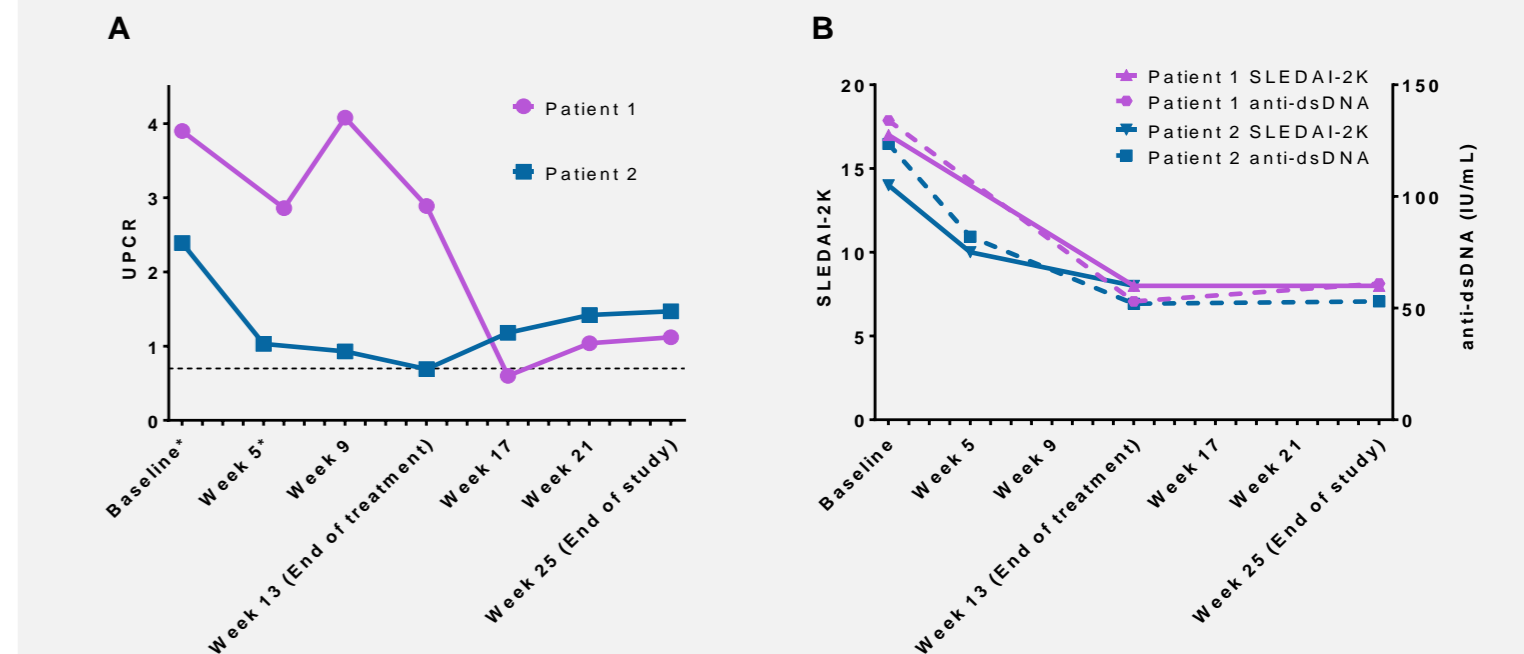 A
UPCR
4
3
2
1
0
Patient 1
Patient 2
Baseline*
Week 5*
Week 9
Week 13 (End of treatment)
Week 17
Week 21
Week 25 (End of study)
B
SLEDAI-2K
20
15
10
5
0
Patient 1 SLEDAI-2K
Patient 1 anti-dsDNA
Patient 2 SLEDAI-2K
Patient 2 anti-dsDNA
150
100
50
0
anti-dsDNA (IU/mL)
Baseline
Week 5
Week 9
Week 13 (End of treatment)
Week 17
Week 21
Week 25 (End of study)